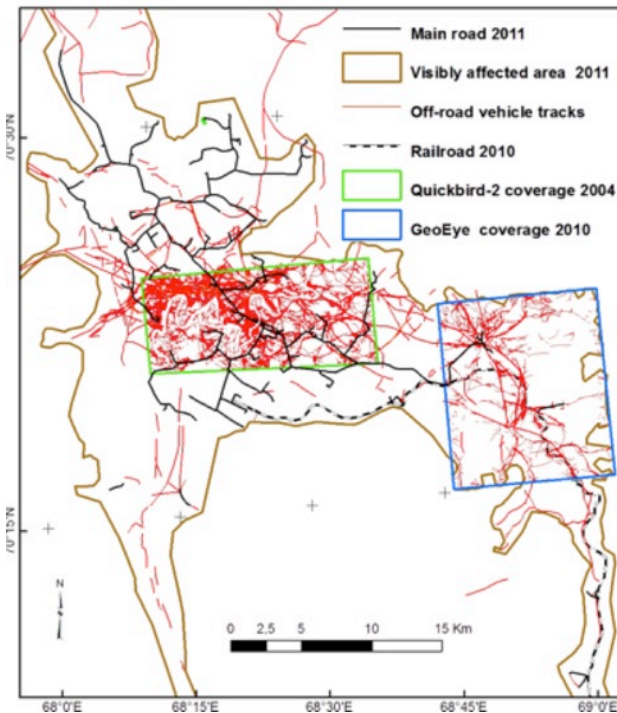 Main road 2011
Visibly affected area 2011
Off-road vehicle tracks
Railroad 2010
Quickbird-2 coverage 2004
GeoEye coverage 2010
70°30'N
70°15'N
N
0 2,5 5 10 15 Km
68°0'E 68°15'E 68°30'E 68°45'E 69°0'E